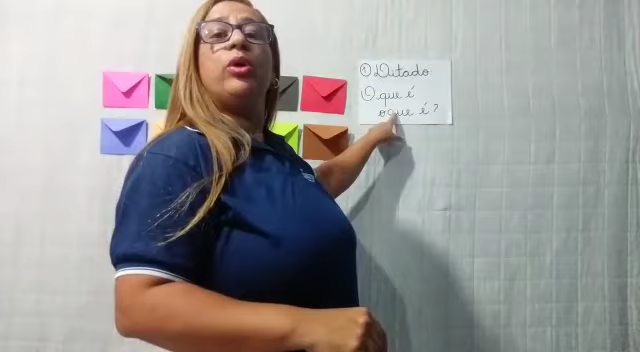 ① Ditado
O que é
o que é ?